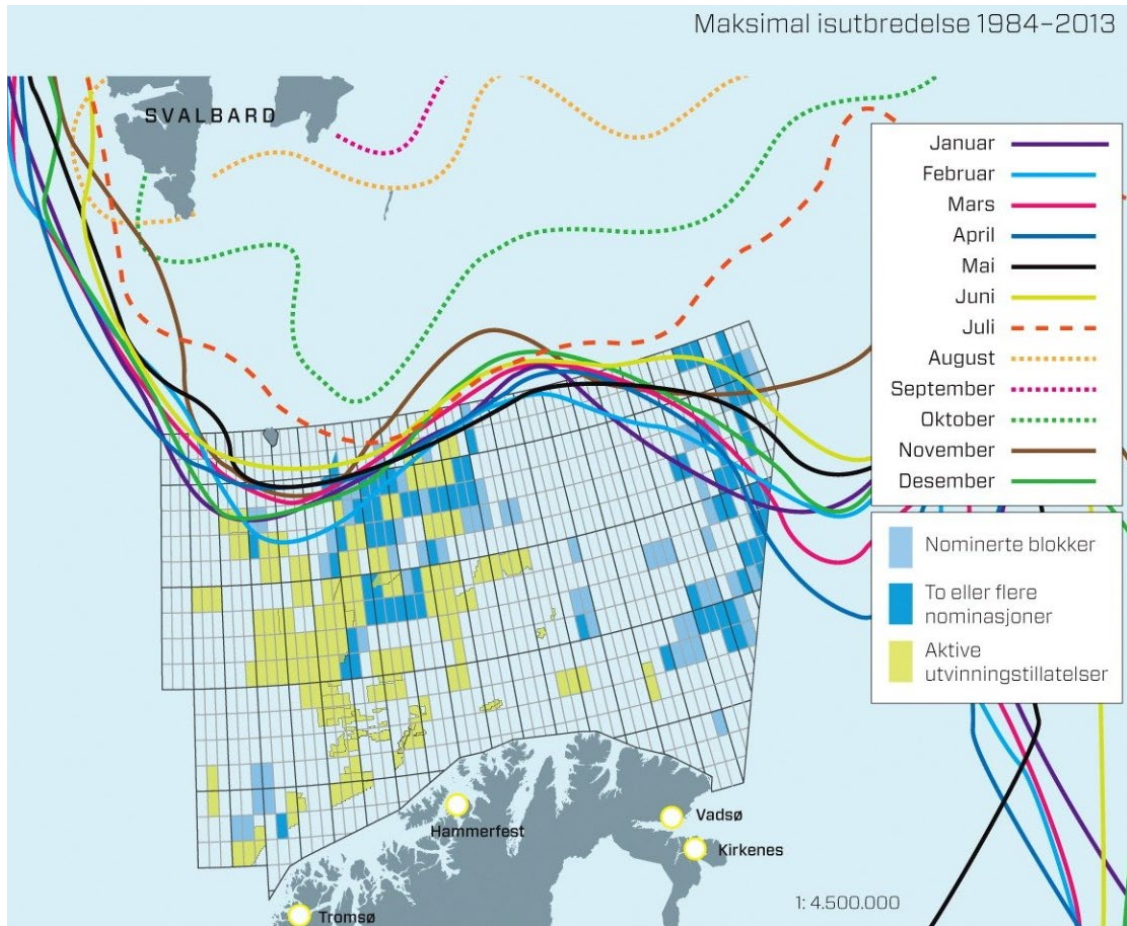 Maksimal isutbredelse 1984–2013
SVALBARD
Januar
Februar
Mars
April
Mai
Juni
Juli
August
September
Oktober
November
Desember
Nominerte blokker
To eller flere
nominasjoner
Aktive
utvinningstillatelser
Hammerfest
Vadsø
Kirkenes
Tromsø
1: 4.500.000